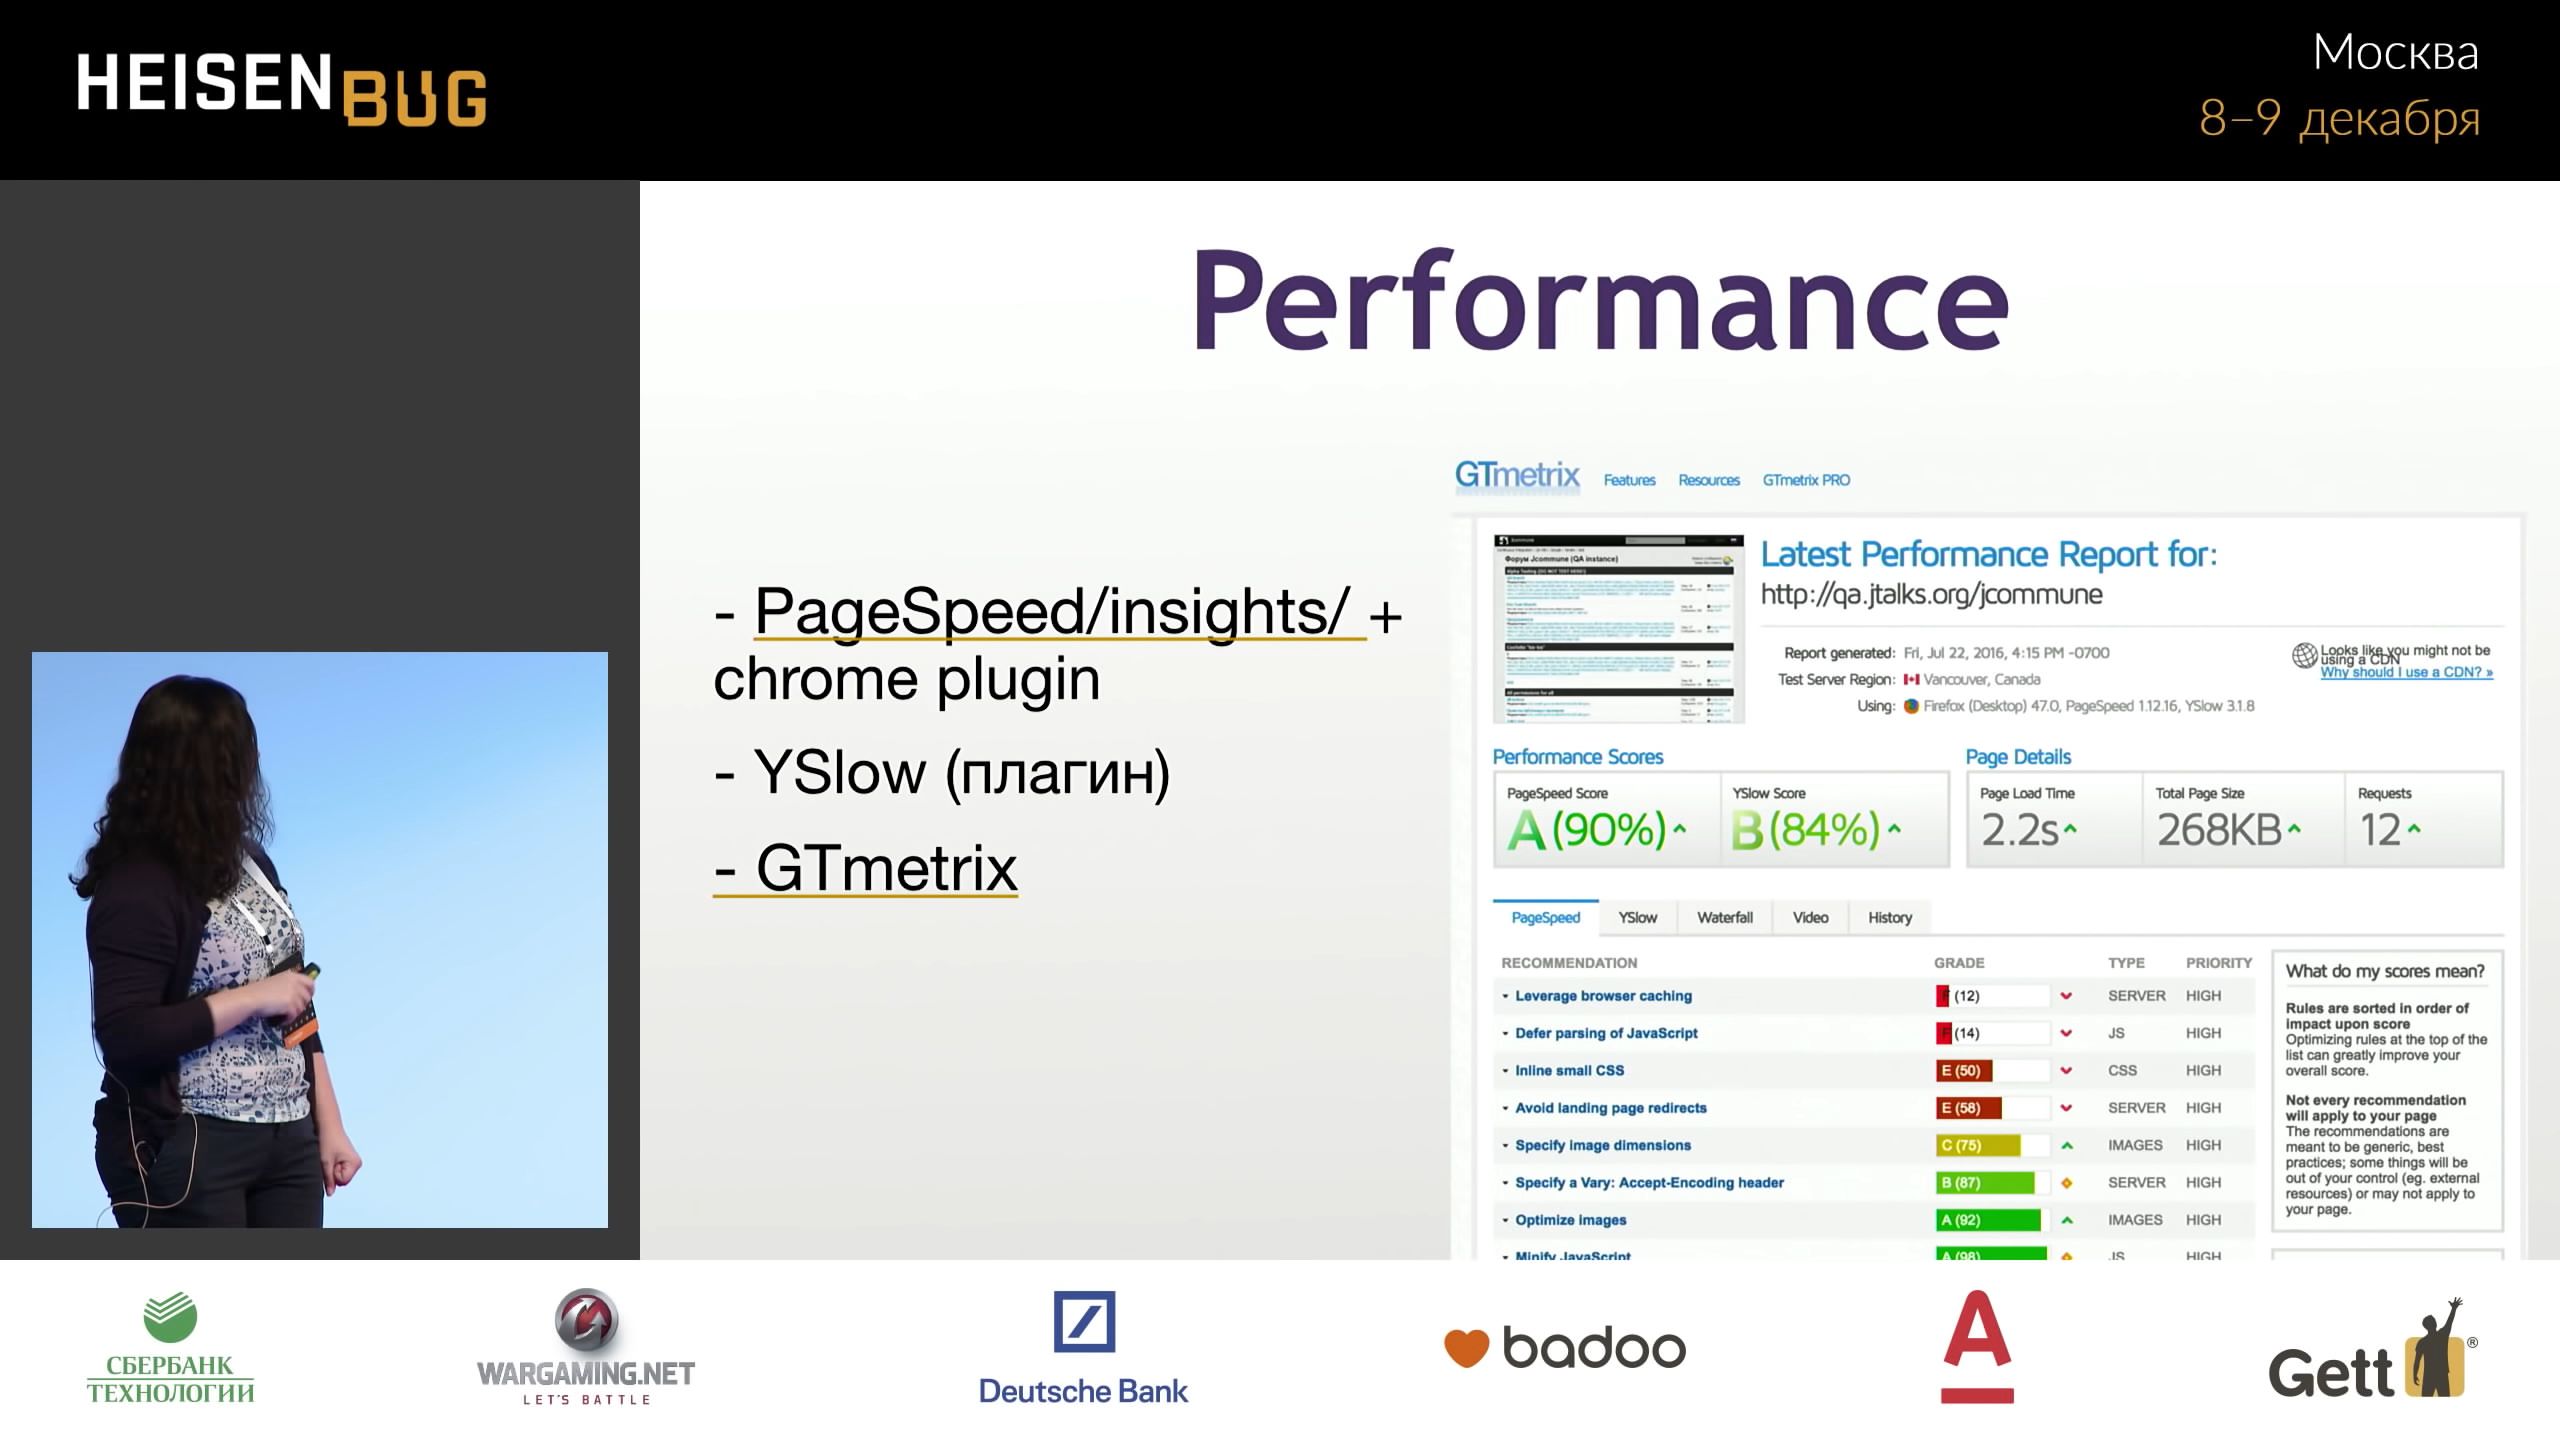 HEISENBUG
Москва
8–9 декабря
Performance
- PageSpeed/insights/ +
chrome plugin
- YSlow (плагин)
- GTmetrix
GTmetrix Features Resources GTmetrix PRO
Форум Jcommune (QA instance)
Latest Performance Report for:
http://qa.jtalks.org/jcommune
Report generated: Fri, Jul 22, 2016, 4:15 PM -0700
Test Server Region: Vancouver, Canada
Using: Firefox (Desktop) 47.0, PageSpeed 1.12.16, YSlow 3.1.8
Looks like you might not be
using a CDN
Why should I use a CDN? »
Performance Scores
PageSpeed Score YSlow Score
A (90%) B (84%)
Page Details
Page Load Time Total Page Size Requests
2.2s 268KB 12
PageSpeed YSlow Waterfall Video History
RECOMMENDATION GRADE TYPE PRIORITY
Leverage browser caching F (12) SERVER HIGH
Defer parsing of JavaScript F (14) JS HIGH
Inline small CSS E (50) CSS HIGH
Avoid landing page redirects E (58) SERVER HIGH
Specify image dimensions C (75) IMAGES HIGH
Specify a Vary: Accept-Encoding header B (87) SERVER HIGH
Optimize images A (92) IMAGES HIGH
Minify JavaScript A (98) JS HIGH
What do my scores mean?
Rules are sorted in order of
impact upon score
Optimizing rules at the top of the
list can greatly improve your
overall score.
Not every recommendation
will apply to your page
The recommendations are
meant to be generic, best
practices; some things will be
out of your control (eg. external
resources) or may not apply to
your page.
СБЕРБАНК
ТЕХНОЛОГИИ
WARGAMING.NET
LET'S BATTLE
Deutsche Bank
badoo
А
Gett®